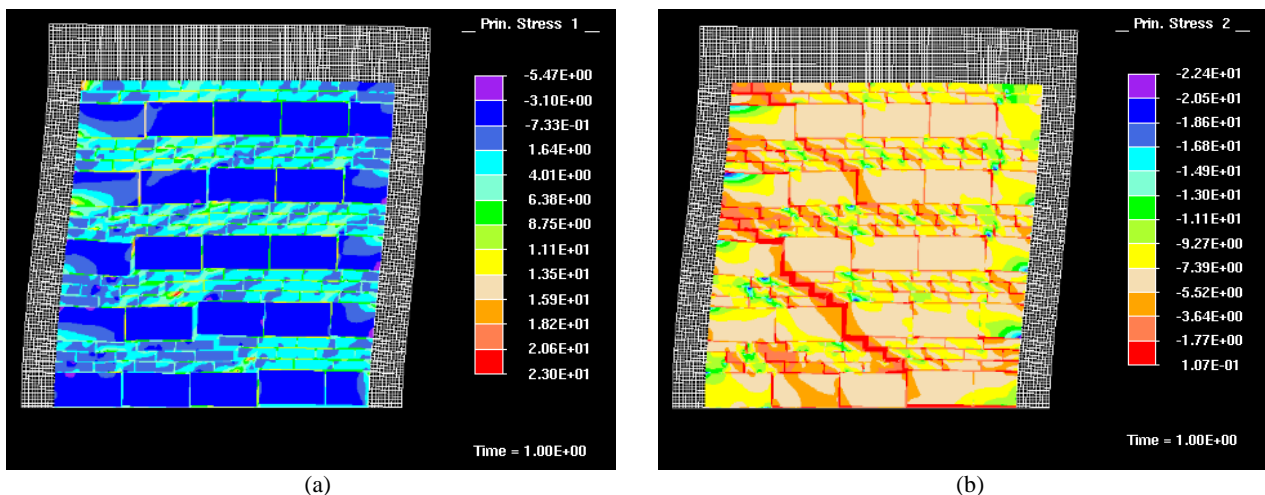 __ Prin. Stress 1 __
-5.47E+00
-3.10E+00
-7.33E-01
1.64E+00
4.01E+00
6.38E+00
8.75E+00
1.11E+01
1.35E+01
1.59E+01
1.82E+01
2.06E+01
2.30E+01
Time = 1.00E+00
(a)
__ Prin. Stress 2 __
-2.24E+01
-2.05E+01
-1.86E+01
-1.68E+01
-1.49E+01
-1.30E+01
-1.11E+01
-9.27E+00
-7.39E+00
-5.52E+00
-3.64E+00
-1.77E+00
1.07E-01
Time = 1.00E+00
(b)